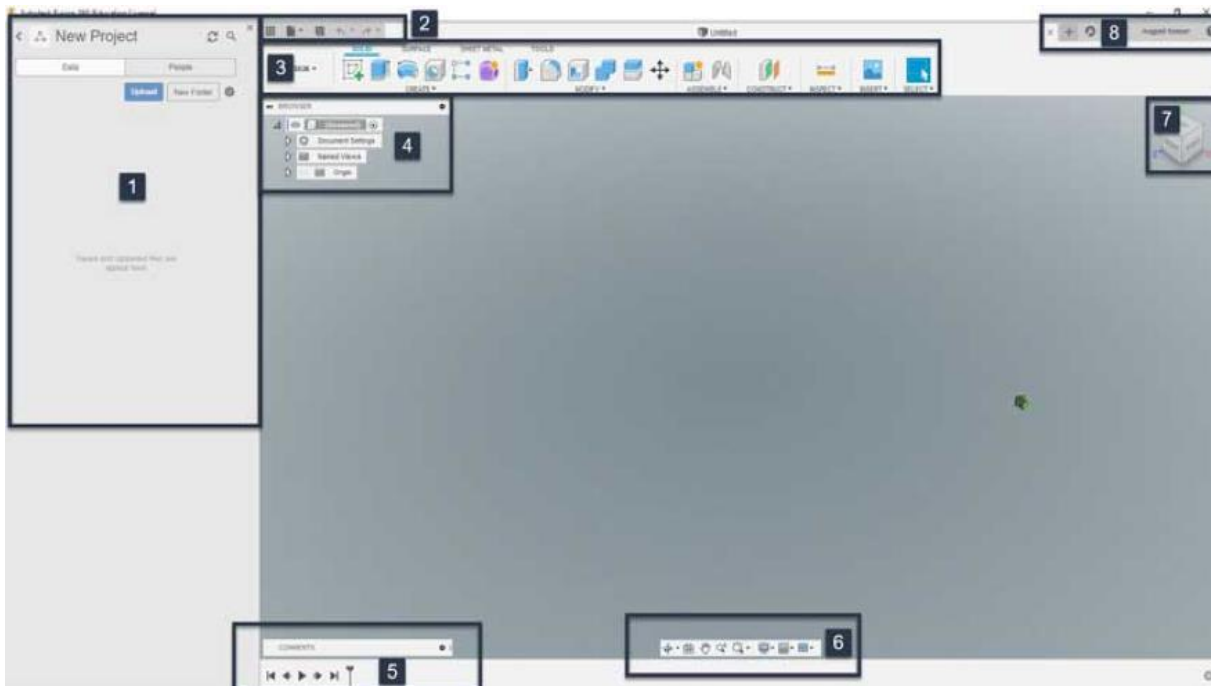 New Project
Data People
Upload New Folder
1
2
Untitled
8
3
SOLID SURFACE SHEET METAL TOOLS
CREATE MODIFY ASSEMBLE CONSTRUCT INSPECT INSERT SELECT
BROWSER
Document Settings
Named Views
Origin
4
7
COMMENTS
5
6